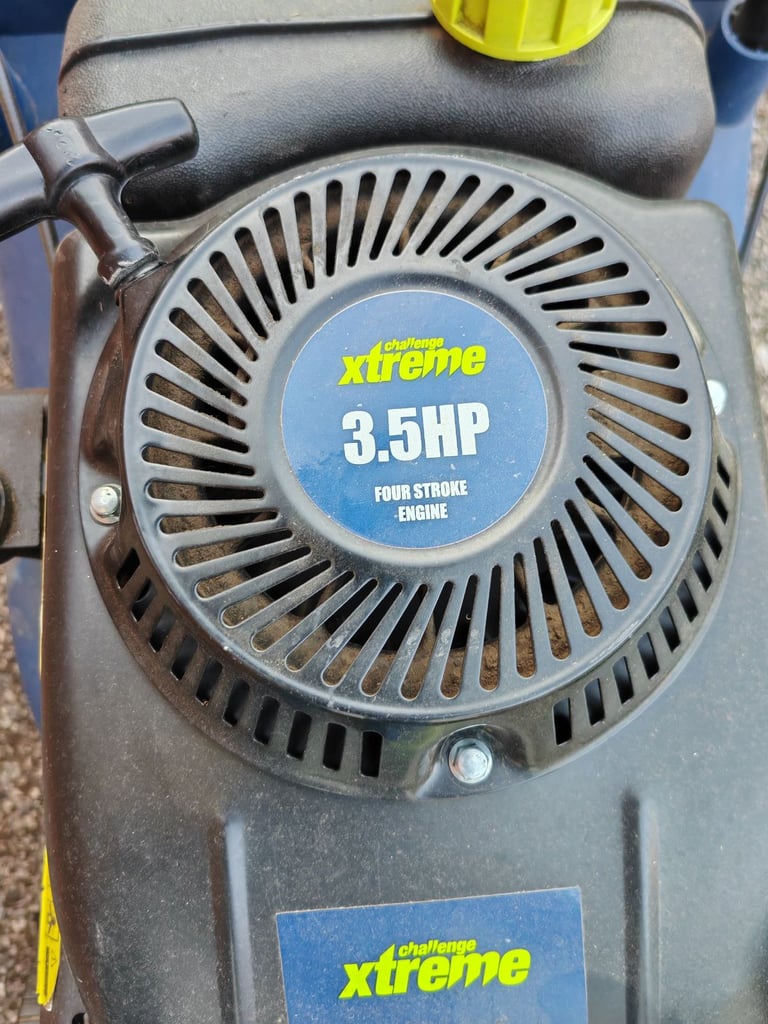 challenge
xtreme
3.5HP
FOUR STROKE
ENGINE
challenge
xtreme